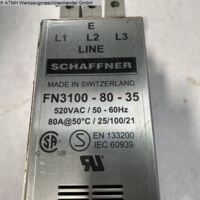 © ATMH Werkzeugmaschinen GmbH
E
L1 L2 L3
LINE
SCHAFFNER
MADE IN SWITZERLAND
FN3100 - 80 - 35
520VAC / 50 - 60Hz
80A@50°C / 25/100/21
EN 133200
IEC 60939